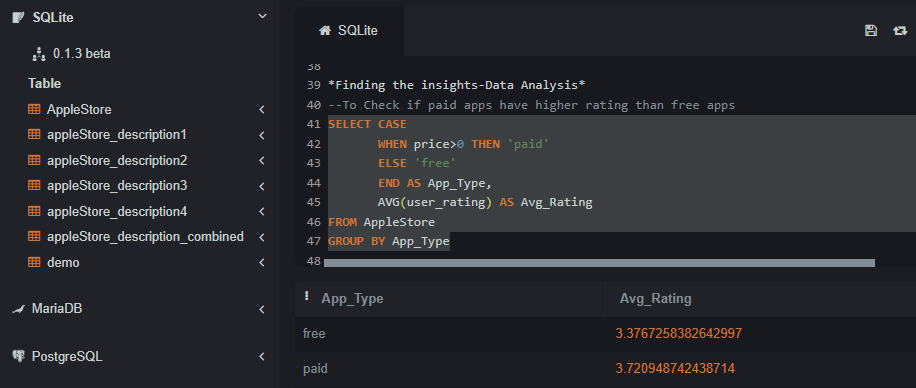 SQLite
0.1.3 beta
Table
AppleStore
appleStore_description1
appleStore_description2
appleStore_description3
appleStore_description4
appleStore_description_combined
demo
MariaDB
PostgreSQL
SQLite
38
39 *Finding the insights-Data Analysis*
40 --To Check if paid apps have higher rating than free apps
41 SELECT CASE
42 WHEN price>0 THEN 'paid'
43 ELSE 'free'
44 END AS App_Type,
45 AVG(user_rating) AS Avg_Rating
46 FROM AppleStore
47 GROUP BY App_Type
48
App_Type Avg_Rating
free 3.3767258382642997
paid 3.720948742438714